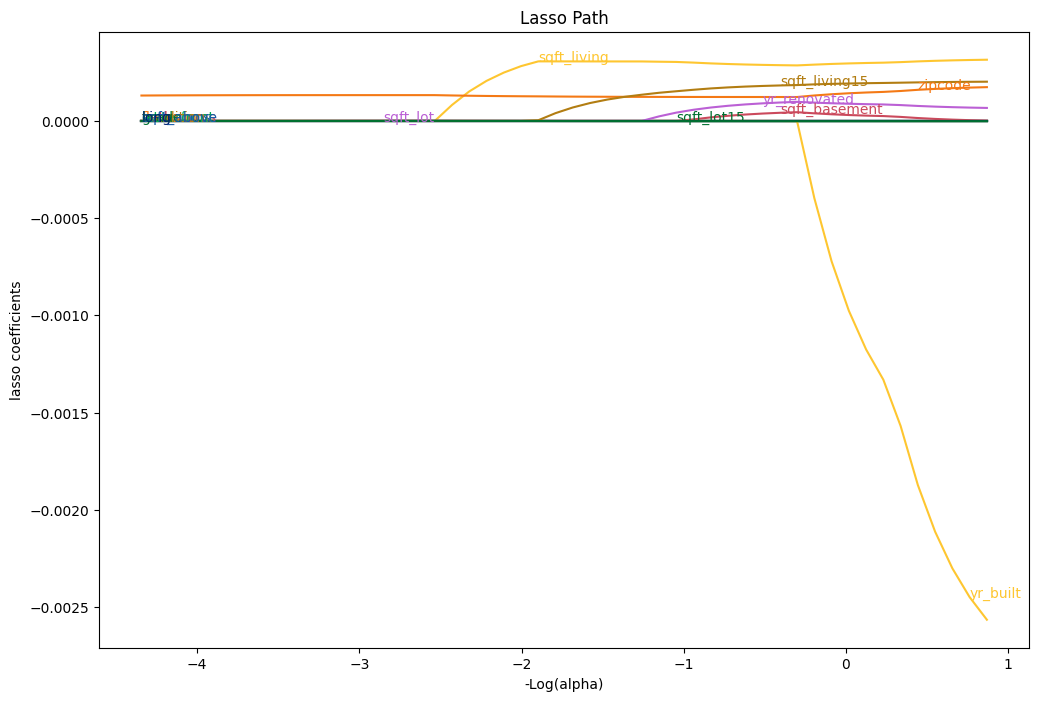 Lasso Path
sqft_living
sqft_living15
zipcode
yr_renovated
sqft_basement
sqft_lot
sqft_lot15
yr_built
0.0000
−0.0005
−0.0010
−0.0015
−0.0020
−0.0025
lasso coefficients
−4
−3
−2
−1
0
1
-Log(alpha)